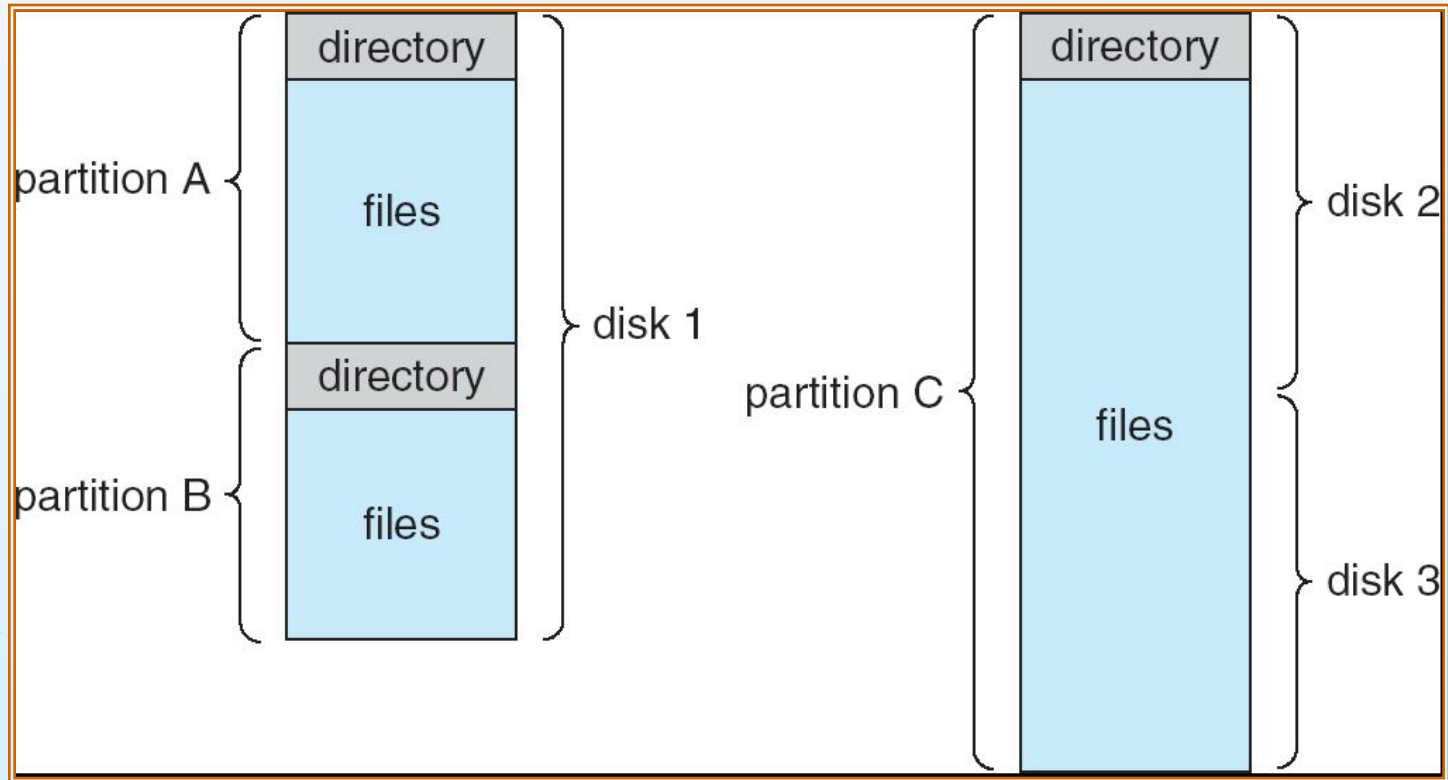 directory
partition A
files
disk 1
directory
partition B
files
directory
disk 2
partition C
files
disk 3